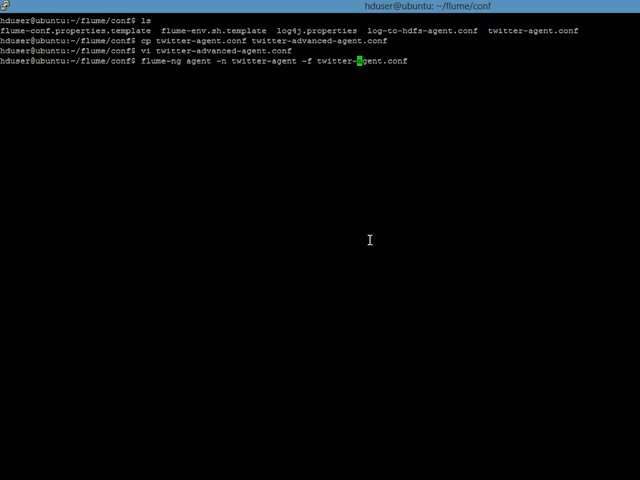 hduser@ubuntu: ~/flume/conf
hduser@ubuntu:~/flume/conf$ ls
flume-conf.properties.template  flume-env.sh.template  log4j.properties  log-to-hdfs-agent.conf  twitter-agent.conf
hduser@ubuntu:~/flume/conf$ cp twitter-agent.conf twitter-advanced-agent.conf
hduser@ubuntu:~/flume/conf$ vi twitter-advanced-agent.conf
hduser@ubuntu:~/flume/conf$ flume-ng agent -n twitter-agent -f twitter-agent.conf